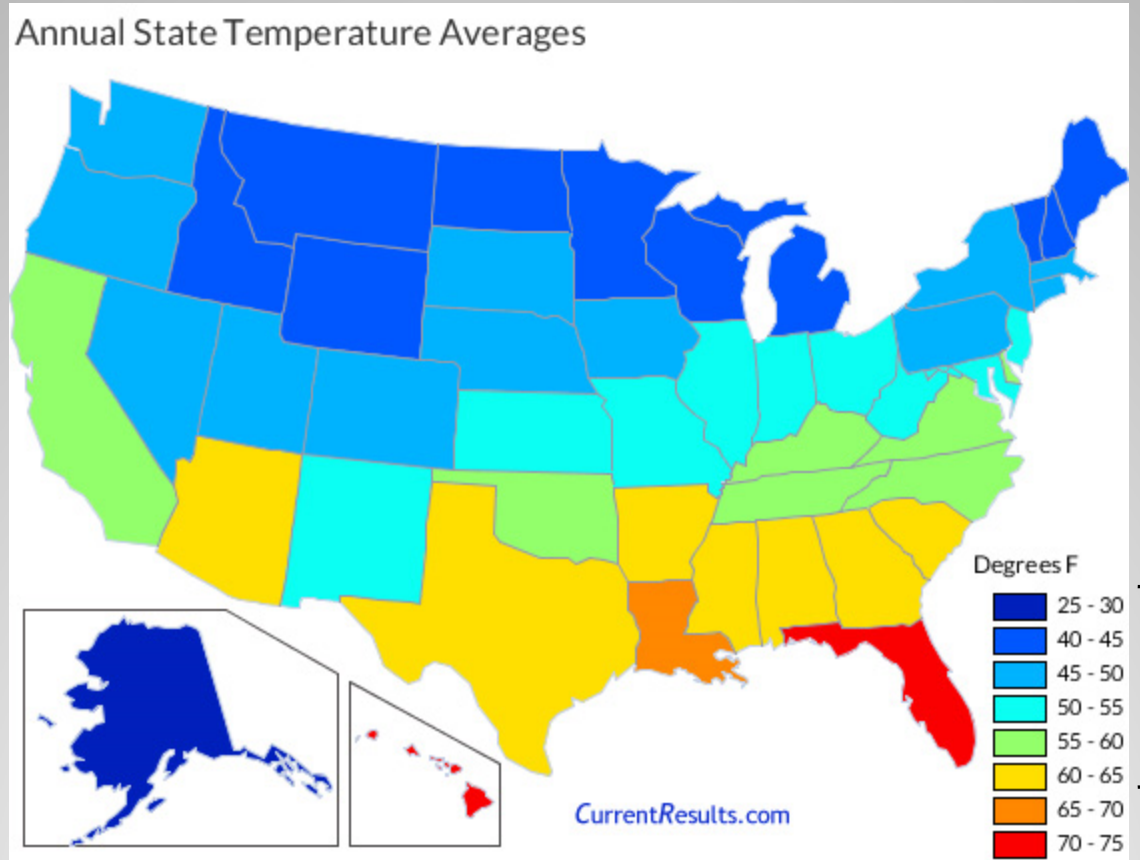 Annual State Temperature Averages
Degrees F
25 - 30
40 - 45
45 - 50
50 - 55
55 - 60
60 - 65
65 - 70
70 - 75
CurrentResults.com